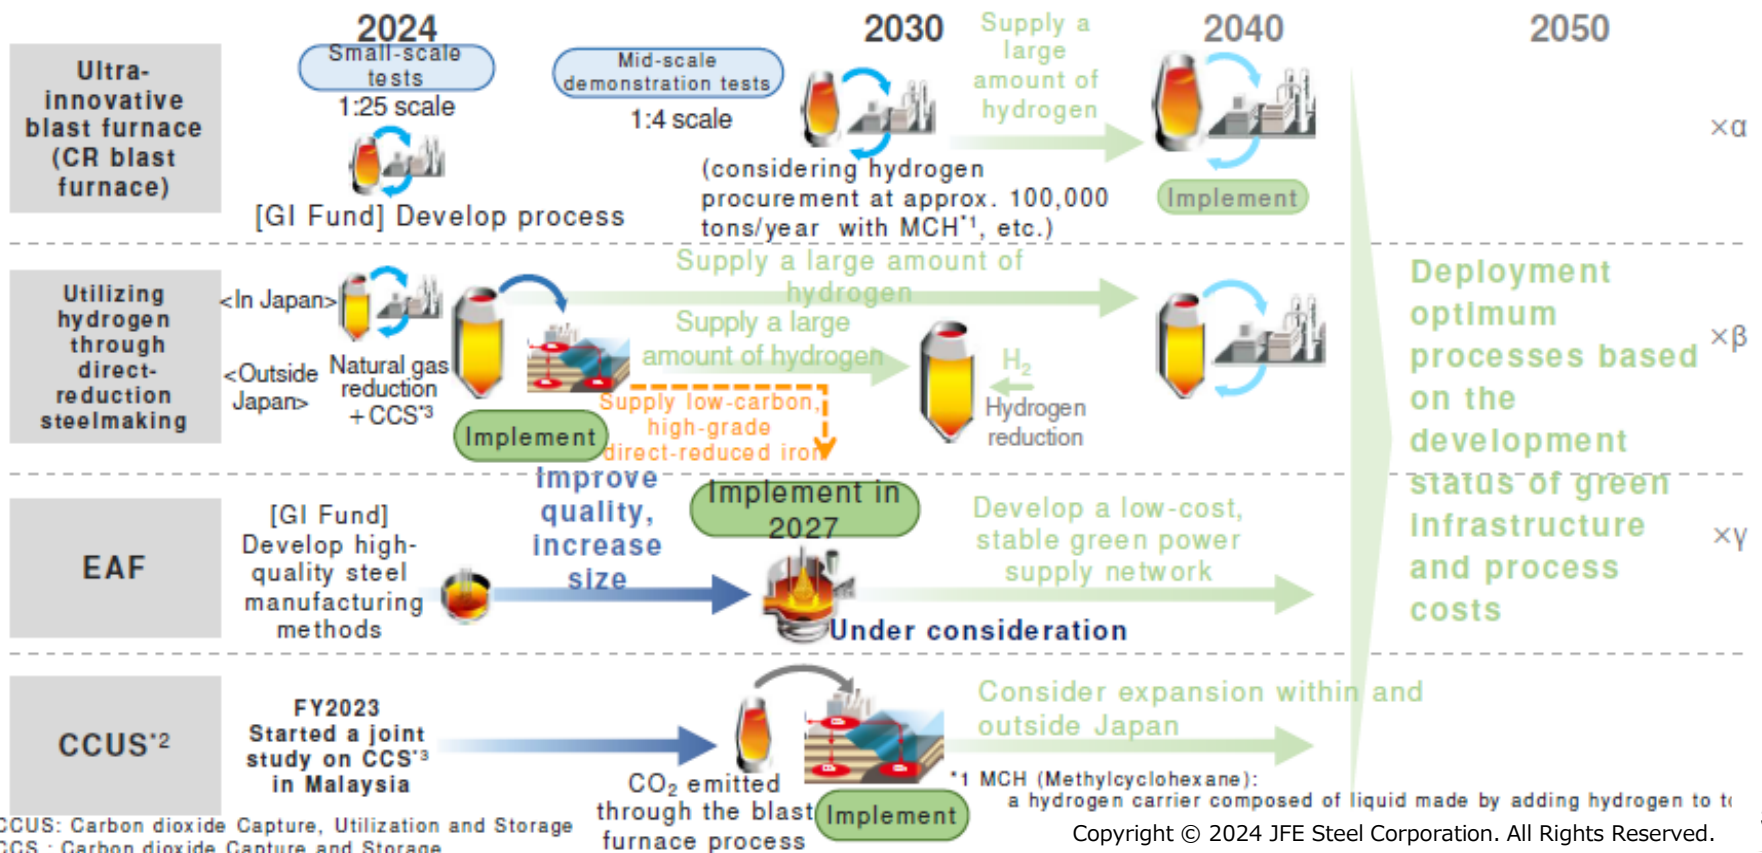 2024
2030
2040
2050
Ultra-
innovative
blast furnace
(CR blast
furnace)
Small-scale
tests
1:25 scale
Mid-scale
demonstration tests
1:4 scale
[GI Fund] Develop process
(considering hydrogen
procurement at approx. 100,000
tons/year with MCH*1, etc.)
Supply a
large
amount of
hydrogen
Implement
×α
Utilizing
hydrogen
through
direct-
reduction
steelmaking
<In Japan>
<Outside
Japan>
Natural gas
reduction
+ CCS*3
Implement
Supply a large amount of
hydrogen
Supply a large
amount of hydrogen
Supply low-carbon,
high-grade
direct-reduced iron
H2
Hydrogen
reduction
×β
EAF
[GI Fund]
Develop high-
quality steel
manufacturing
methods
Improve
quality,
increase
size
Implement in
2027
Under consideration
Develop a low-cost,
stable green power
supply network
×γ
Deployment
optimum
processes based
on the
development
status of green
infrastructure
and process
costs
CCUS*2
FY2023
Started a joint
study on CCS*3
in Malaysia
CO2 emitted
through the blast
furnace process
Implement
Consider expansion within and
outside Japan
*1 MCH (Methylcyclohexane):
a hydrogen carrier composed of liquid made by adding hydrogen to
CCUS: Carbon dioxide Capture, Utilization and Storage
CCS : Carbon dioxide Capture and Storage
Copyright © 2024 JFE Steel Corporation. All Rights Reserved.